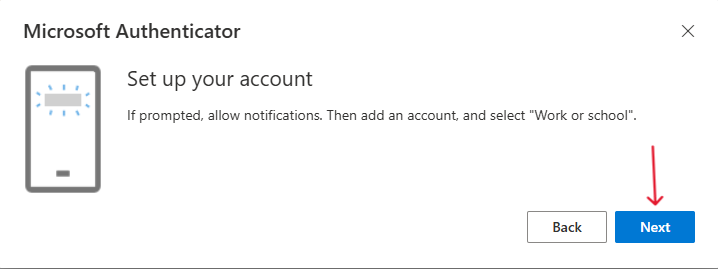 Microsoft Authenticator
Set up your account
If prompted, allow notifications. Then add an account, and select "Work or school".
Back
Next